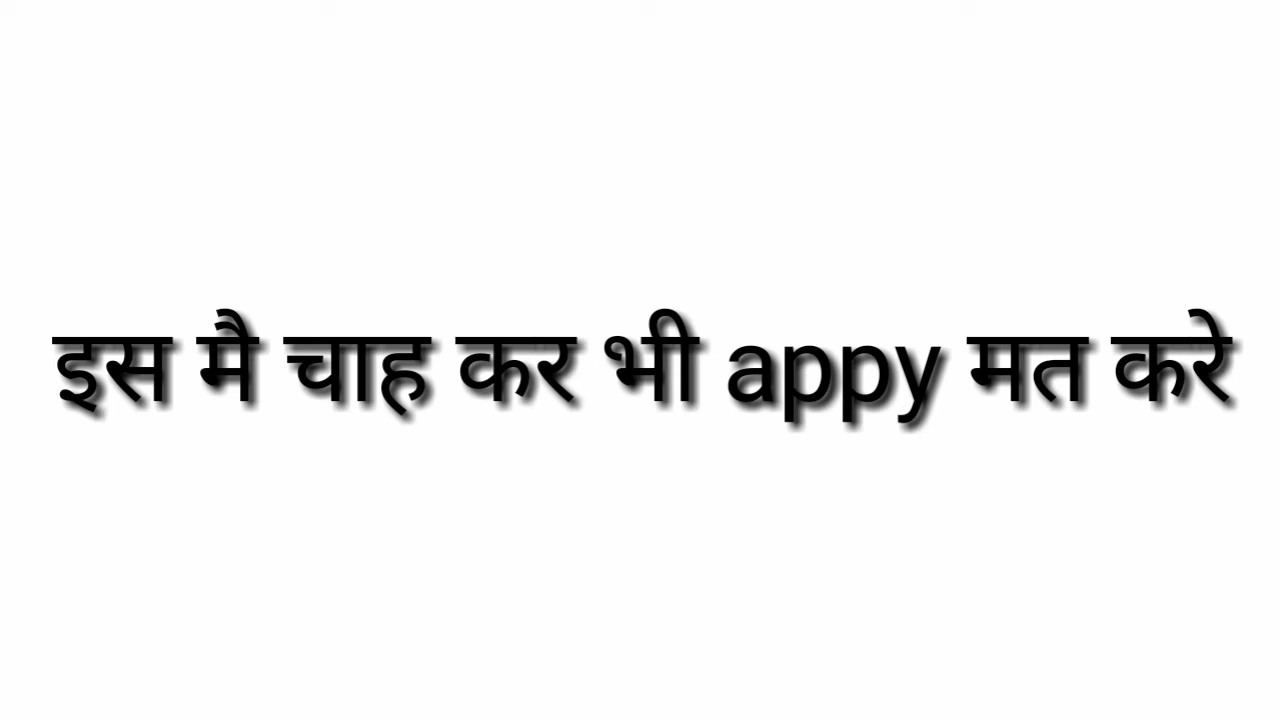 इस मै चाह कर भी appy मत करे